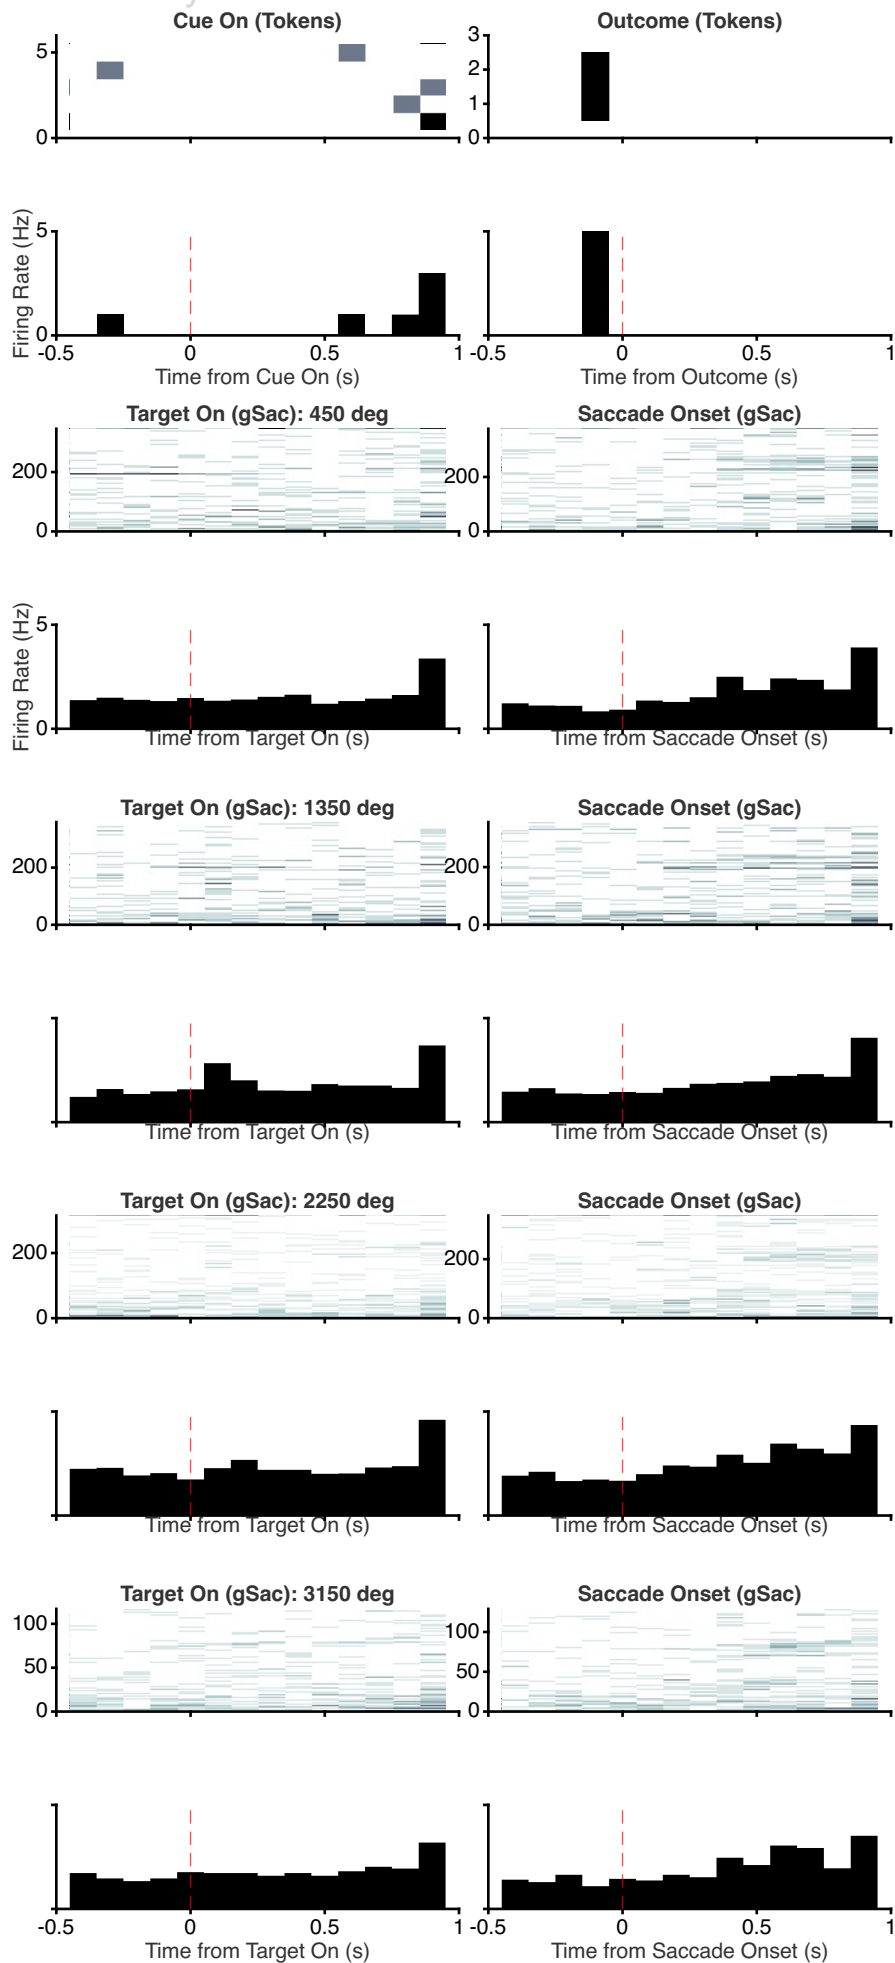 Cue On (Tokens) Outcome (Tokens)
5 3
2
1
0 0
Firing Rate (Hz)
5 5
0 0
-0.5 0 0.5 1 -0.5 0 0.5 1
Time from Cue On (s) Time from Outcome (s)
Target On (gSac): 450 deg Saccade Onset (gSac)
200 200
0 0
Firing Rate (Hz)
5
0
Time from Target On (s) Time from Saccade Onset (s)
Target On (gSac): 1350 deg Saccade Onset (gSac)
200 200
0 0
Time from Target On (s) Time from Saccade Onset (s)
Target On (gSac): 2250 deg Saccade Onset (gSac)
200 200
0 0
Time from Target On (s) Time from Saccade Onset (s)
Target On (gSac): 3150 deg Saccade Onset (gSac)
100 100
50 50
0 0
-0.5 0 0.5 1 -0.5 0 0.5 1
Time from Target On (s) Time from Saccade Onset (s)